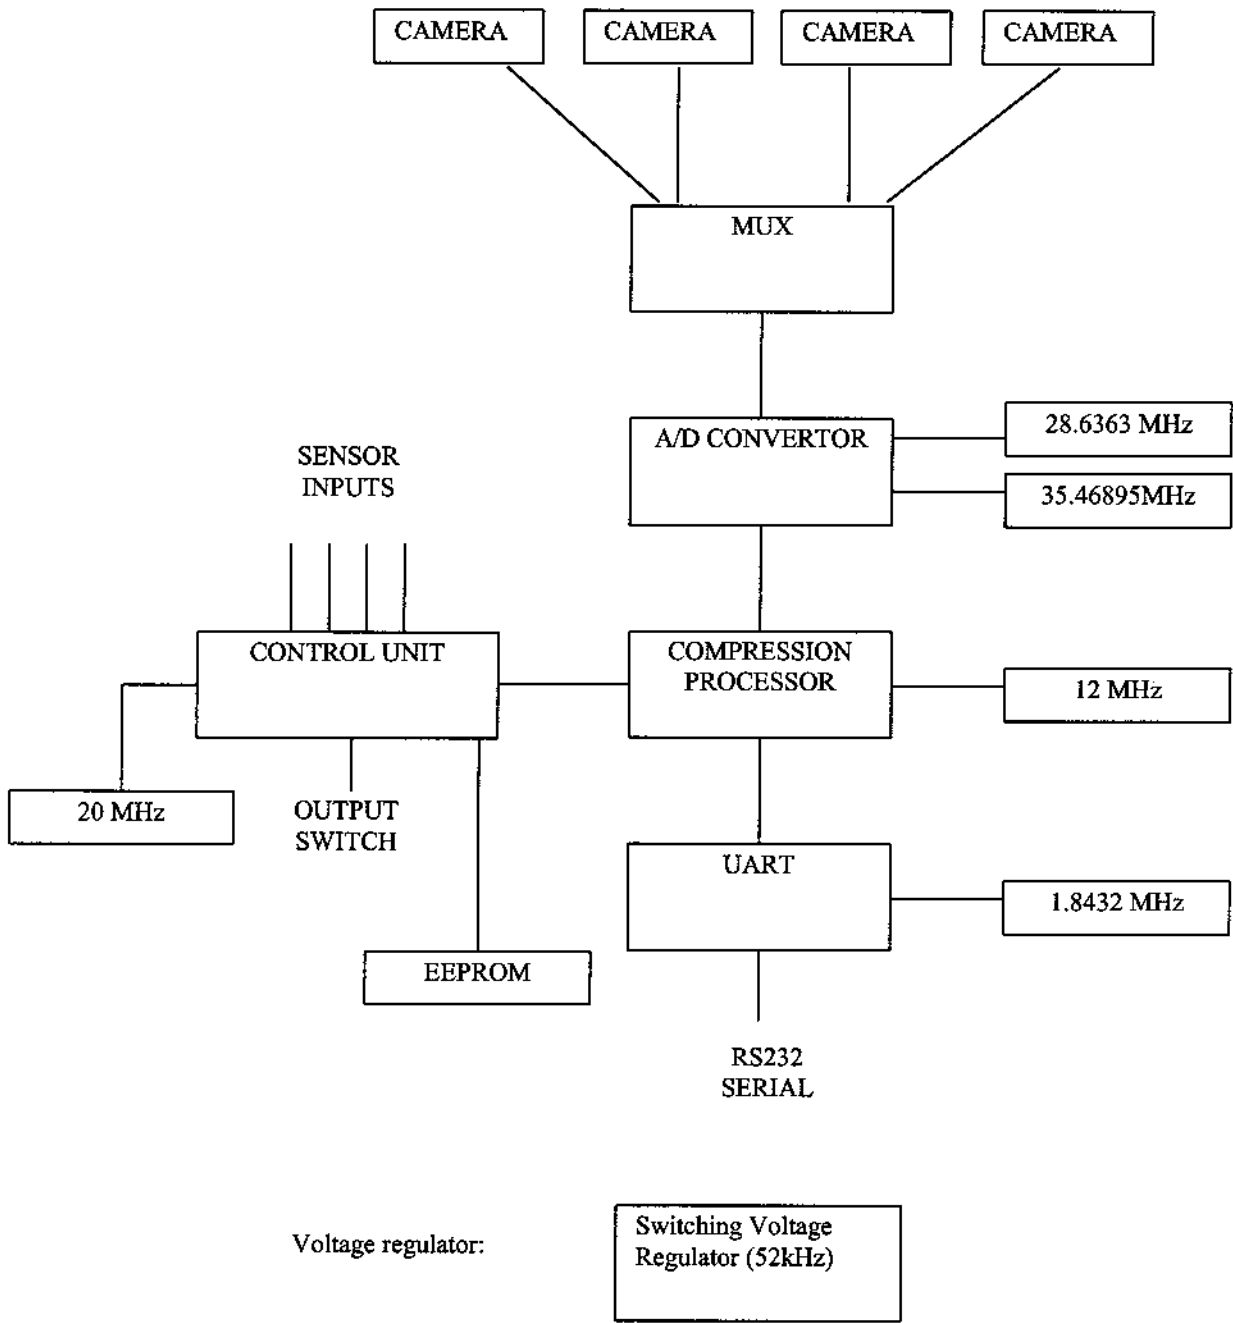 CAMERA
CAMERA
CAMERA
CAMERA
MUX
A/D CONVERTOR
28.6363 MHz
35.46895MHz
SENSOR
INPUTS
CONTROL UNIT
COMPRESSION
PROCESSOR
12 MHz
20 MHz
OUTPUT
SWITCH
UART
1.8432 MHz
EEPROM
RS232
SERIAL
Voltage regulator:
Switching Voltage
Regulator (52kHz)